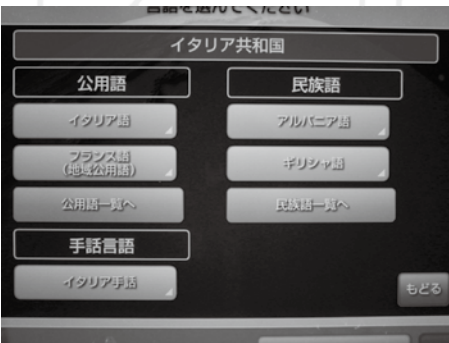 言語を選んでください
イタリア共和国
公用語
イタリア語
フランス語
(地域公用語)
公用語一覧へ
手話言語
イタリア手話
民族語
アルバニア語
ギリシャ語
民族語一覧へ
もどる